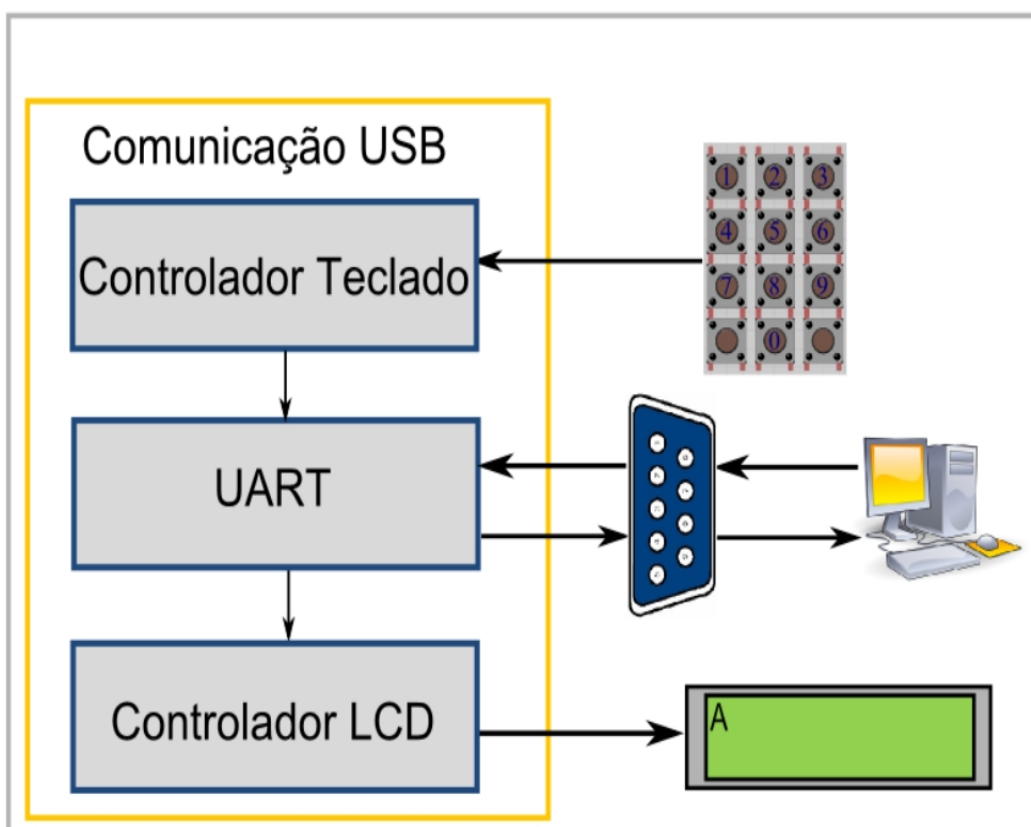 Comunicação USB
Controlador Teclado
1 2 3
4 5 6
7 8 9
0
UART
Controlador LCD
A